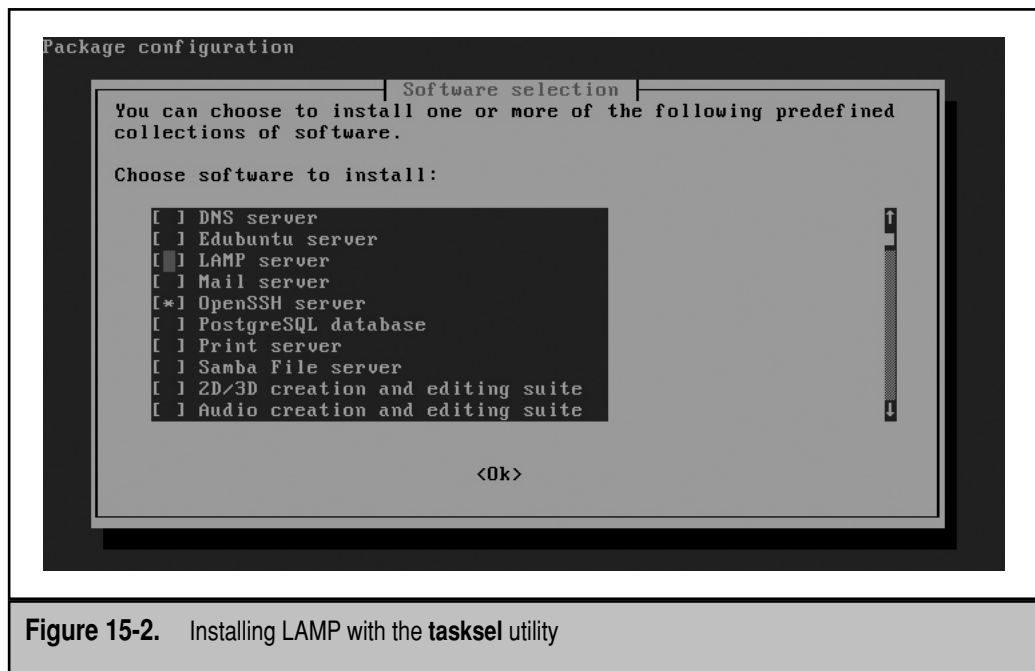 Package configuration
Software selection
You can choose to install one or more of the following predefined
collections of software.
Choose software to install:
[ ] DNS server
[ ] Edubuntu server
[ ] LAMP server
[ ] Mail server
[*] OpenSSH server
[ ] PostgreSQL database
[ ] Print server
[ ] Samba File server
[ ] 2D/3D creation and editing suite
[ ] Audio creation and editing suite
<Ok>
Figure 15-2. Installing LAMP with the tasksel utility